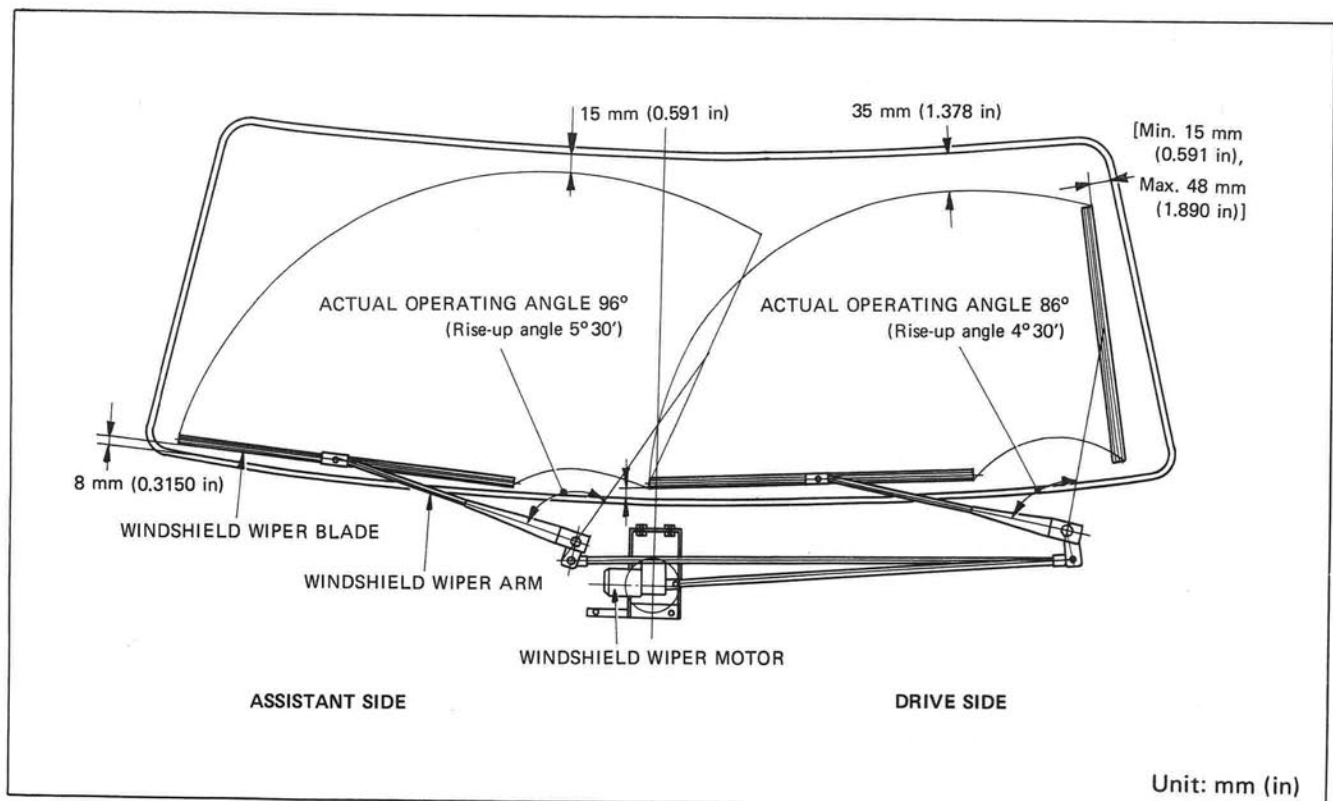 15 mm (0.591 in)
35 mm (1.378 in)
[Min. 15 mm
(0.591 in),
Max. 48 mm
(1.890 in)]
ACTUAL OPERATING ANGLE 96°
(Rise-up angle 5°30′)
ACTUAL OPERATING ANGLE 86°
(Rise-up angle 4°30′)
8 mm (0.3150 in)
WINDSHIELD WIPER BLADE
WINDSHIELD WIPER ARM
WINDSHIELD WIPER MOTOR
ASSISTANT SIDE
DRIVE SIDE
Unit: mm (in)